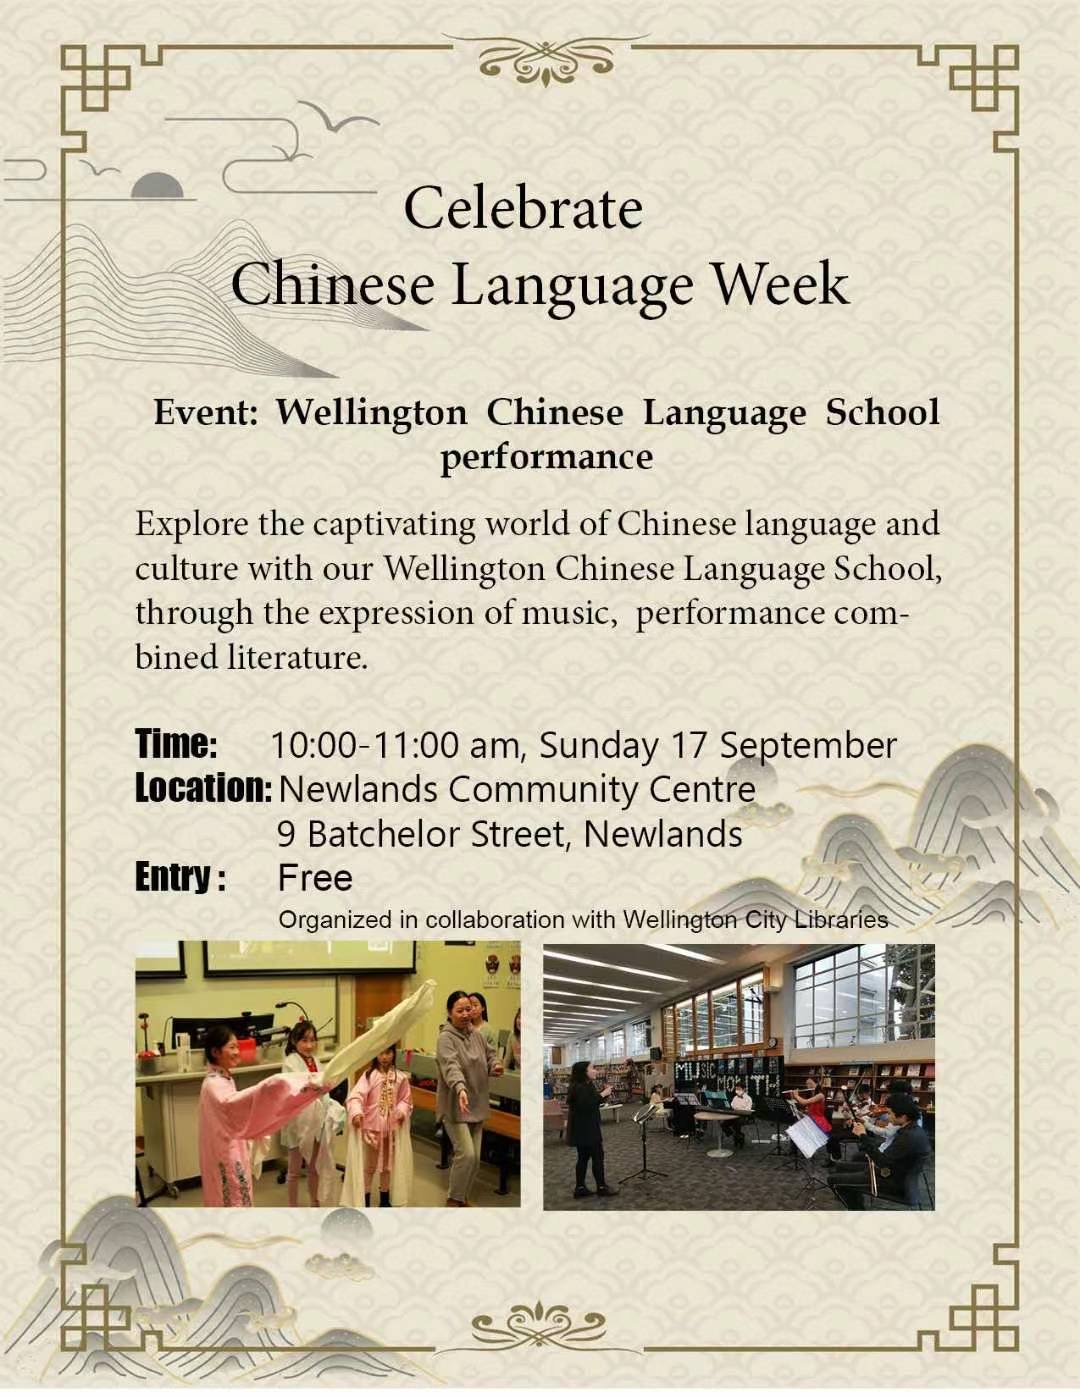 Celebrate
Chinese Language Week
Event: Wellington Chinese Language School
performance
Explore the captivating world of Chinese language and
culture with our Wellington Chinese Language School,
through the expression of music, performance com-
bined literature.
Time: 10:00-11:00 am, Sunday 17 September
Location: Newlands Community Centre
9 Batchelor Street, Newlands
Entry : Free
Organized in collaboration with Wellington City Libraries
MUSIC
MONTH